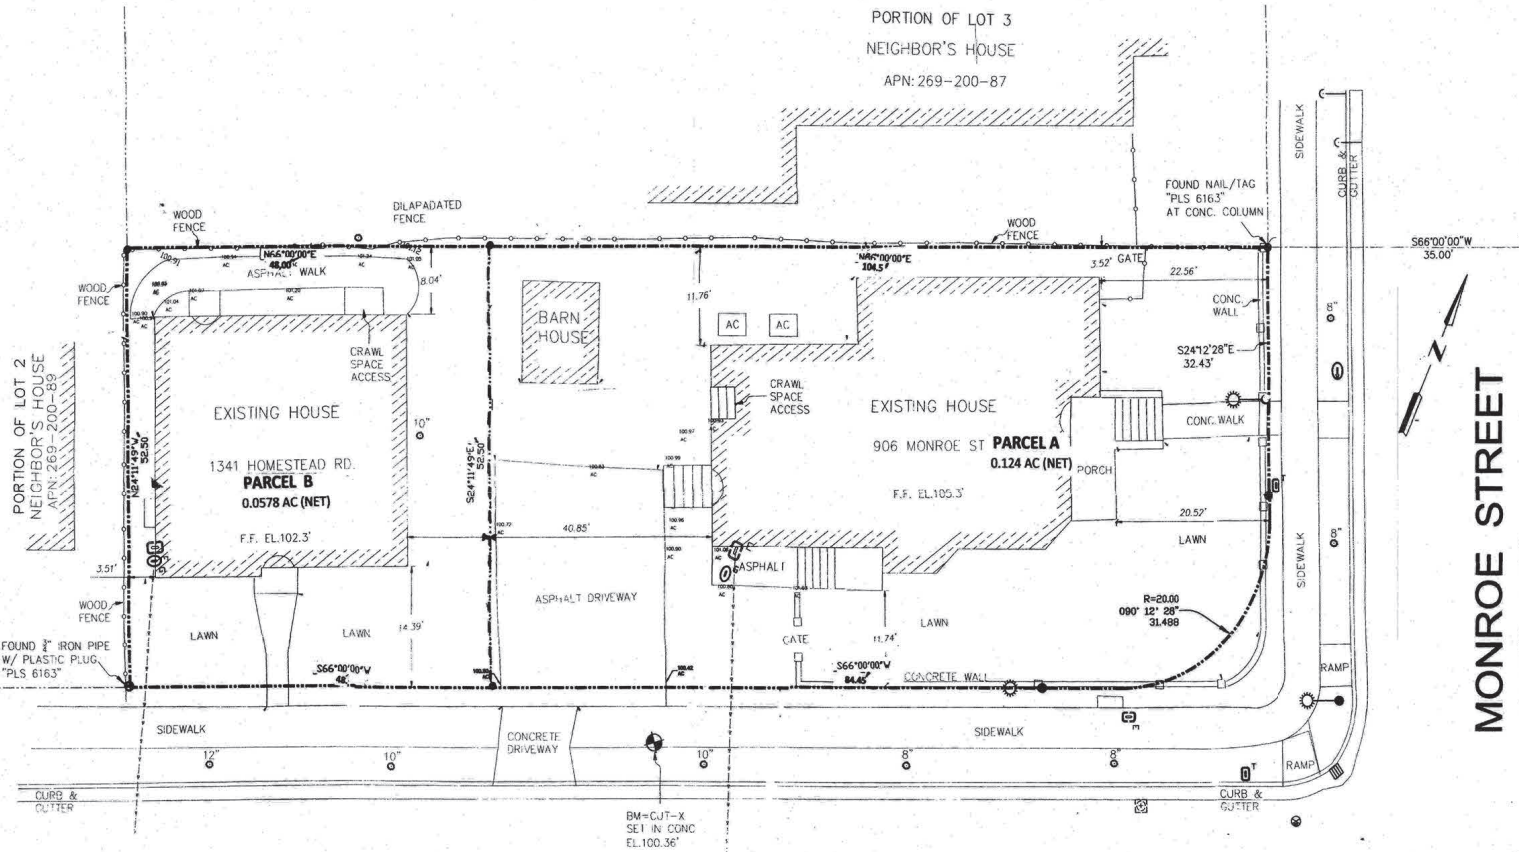 PORTION OF LOT 3
NEIGHBOR'S HOUSE
APN: 269-200-87
SIDEWALK
CURB &
GUTTER
FOUND NAIL/TAG
"PLS 6163"
AT CONC. COLUMN
WOOD
FENCE
DILAPADATED
FENCE
WOOD
FENCE
S66°00'00"W
35.00'
N66°00'00"E
48.00'
ASPHALT WALK
8.04'
N66°00'00"E
104.5'
3.52'
GATE
22.56'
WOOD
FENCE
11.76'
CONC.
WALL
BARN
HOUSE
AC
AC
8"
N
CRAWL
SPACE
ACCESS
S24°12'28"E
32.43'
PORTION OF LOT 2
NEIGHBOR'S HOUSE
APN: 269-200-89
CRAWL
SPACE
ACCESS
EXISTING HOUSE
EXISTING HOUSE
CONC. WALK
10"
906 MONROE ST PARCEL A
0.124 AC (NET)
N24°11'49"W
52.50
S24°11'49"E
52.50'
1341 HOMESTEAD RD.
PARCEL B
0.0578 AC (NET)
PORCH
F.F. EL.105.3'
T
MONROE STREET
20.52'
F.F. EL.102.3'
40.85'
LAWN
8"
SIDEWALK
3.51'
ASPHALT
ASPHALT DRIVEWAY
WOOD
FENCE
R=20.00
090° 12' 28"
31.488
14.39'
LAWN
LAWN
LAWN
GATE
11.74'
FOUND ¾" IRON PIPE
W/ PLASTIC PLUG
"PLS 6163"
S66°00'00"W
48'
S66°00'00"W
84.45'
CONCRETE WALL
RAMP
SIDEWALK
CONCRETE
DRIVEWAY
SIDEWALK
E
12"
10"
10"
8"
8"
RAMP
T
CURB &
GUTTER
CURB &
GUTTER
BM=CUT-X
SET IN CONC
EL.100.36'